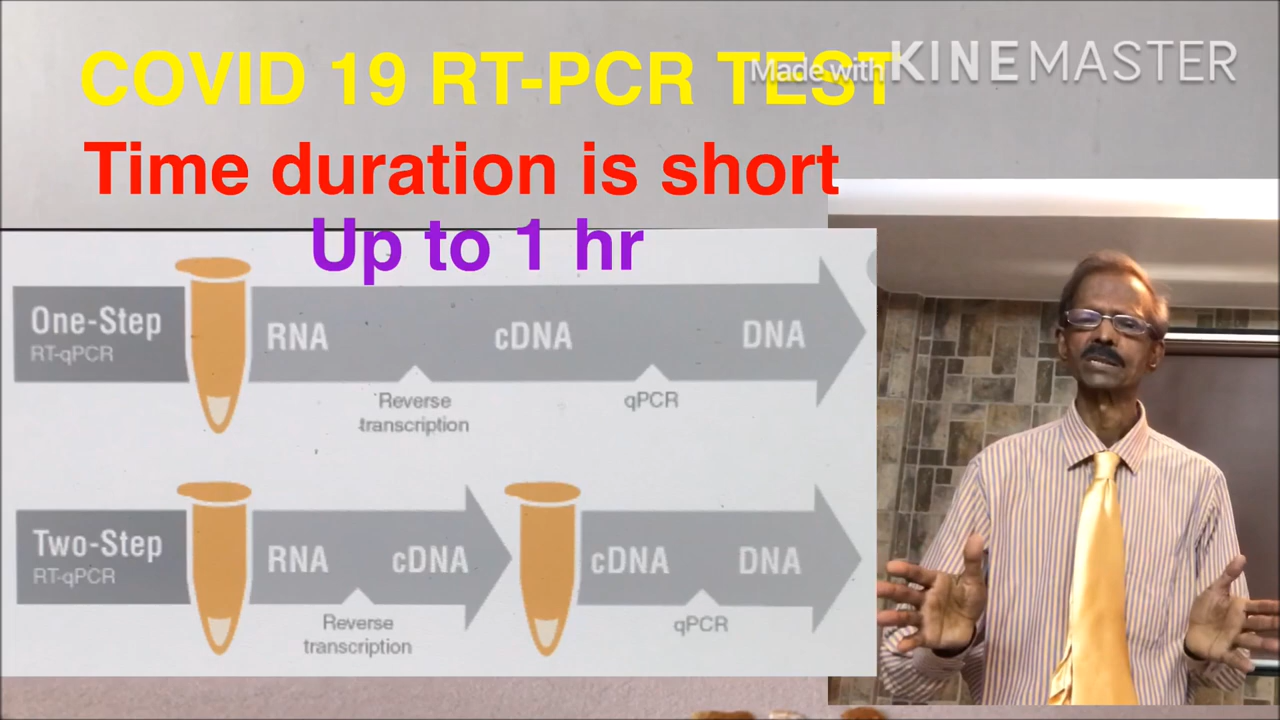 COVID 19 RT-PCR TEST
Made with KINEMASTER
Time duration is short
Up to 1 hr
One-Step
RT-qPCR
RNA
cDNA
DNA
Reverse
transcription
qPCR
Two-Step
RT-qPCR
RNA
cDNA
cDNA
DNA
Reverse
transcription
qPCR